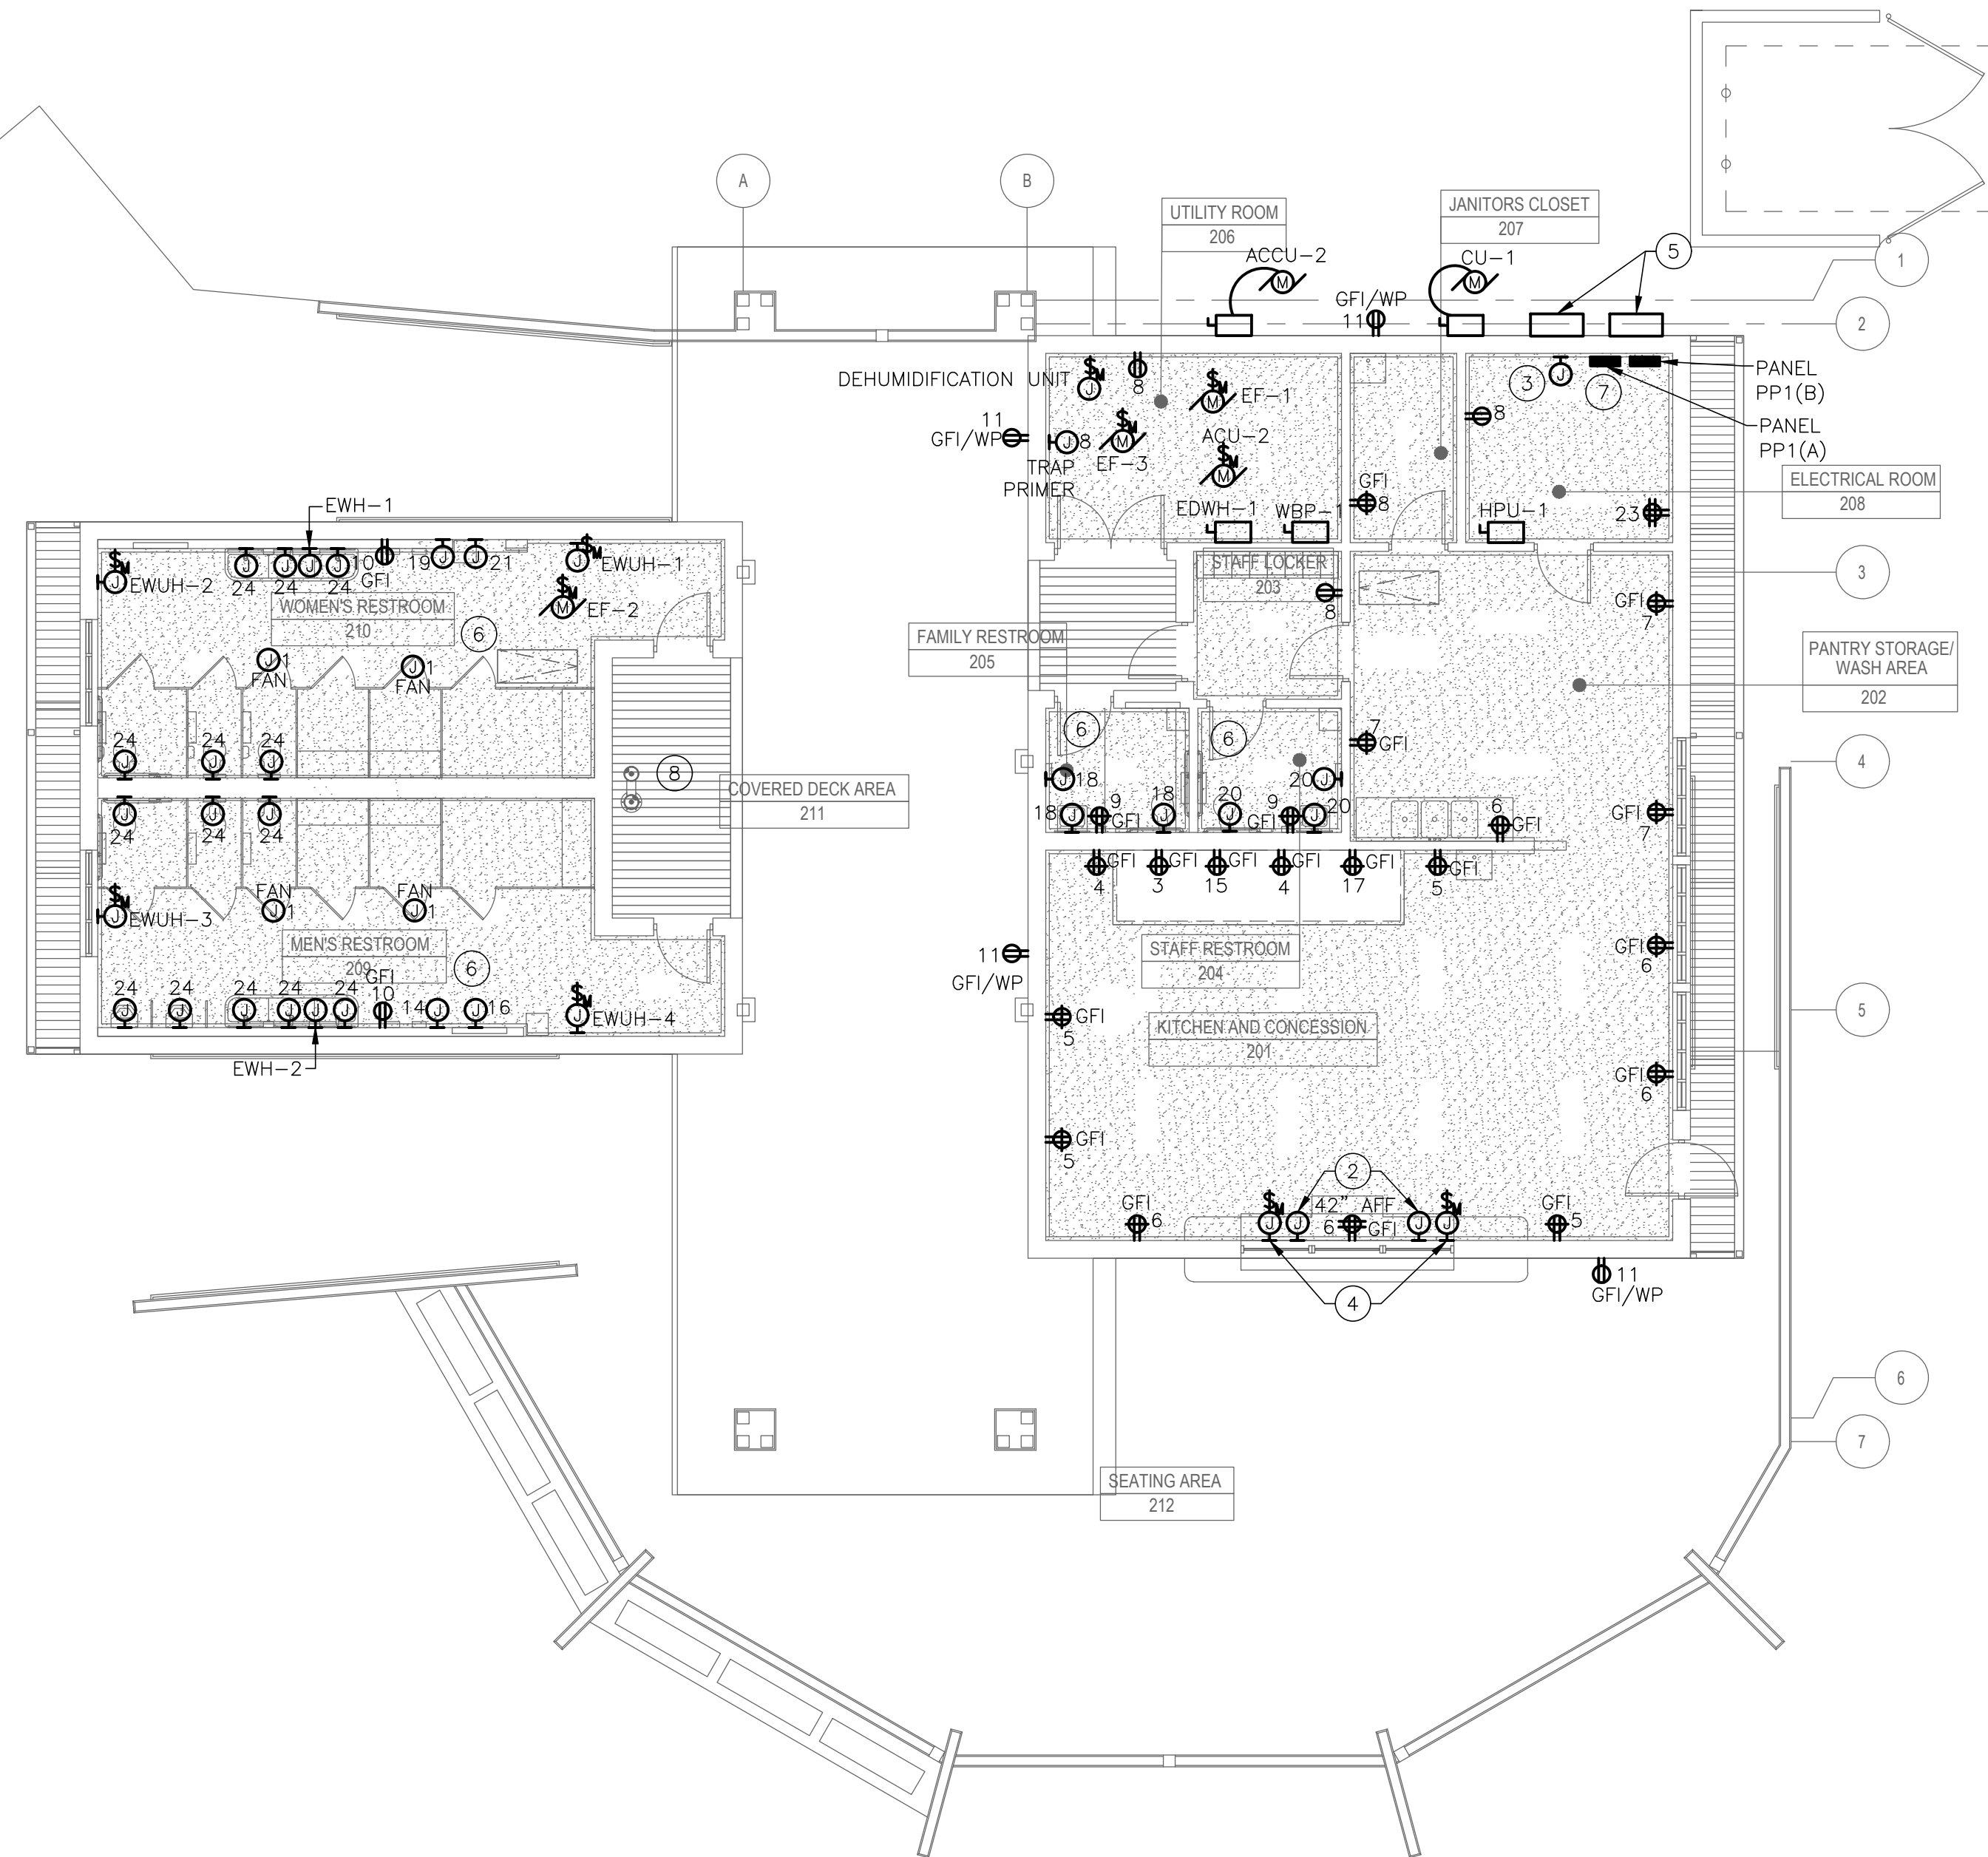 A
B
UTILITY ROOM
206
JANITORS CLOSET
207
ACCU-2
CU-1
5
1
GFI/WP
11
2
DEHUMIDIFICATION UNIT
$M
J
8
$M
M
EF-1
3
J
7
PANEL
PP1(B)
PANEL
PP1(A)
11
GFI/WP
J
8
TRAP
PRIMER
$M
M
EF-3
ACU-2
$M
M
8
GFI
8
ELECTRICAL ROOM
208
EDWH-1
WBP-1
HPU-1
23
EWH-1
$M
J
EWUH-2
J
J
J
J
24
24
24
10
GFI
19
J
J
21
$M
J
EWUH-1
$M
M
EF-2
WOMEN'S RESTROOM
210
6
J
1
FAN
J
1
FAN
STAFF LOCKER
203
8
3
GFI
7
FAMILY RESTROOM
205
PANTRY STORAGE/
WASH AREA
202
24
24
24
J
J
J
J
J
J
24
24
24
8
COVERED DECK AREA
211
6
6
7
GFI
4
J
18
20
J
18
J
9
GFI
18
J
20
J
9
GFI
20
J
6
GFI
GFI
7
GFI
4
GFI
3
GFI
15
GFI
4
GFI
17
GFI
5
FAN
J
1
FAN
J
1
$M
J
EWUH-3
MEN'S RESTROOM
209
6
GFI
10
24
24
24
24
24
J
J
J
J
J
J
14
J
J
16
$M
J
EWUH-4
EWH-2
11
GFI/WP
STAFF RESTROOM
204
GFI
6
GFI
5
KITCHEN AND CONCESSION
201
5
GFI
6
GFI
5
2
GFI
6
$M
J
J
42" AFF
6
GFI
J
$M
J
GFI
5
4
11
GFI/WP
6
7
SEATING AREA
212